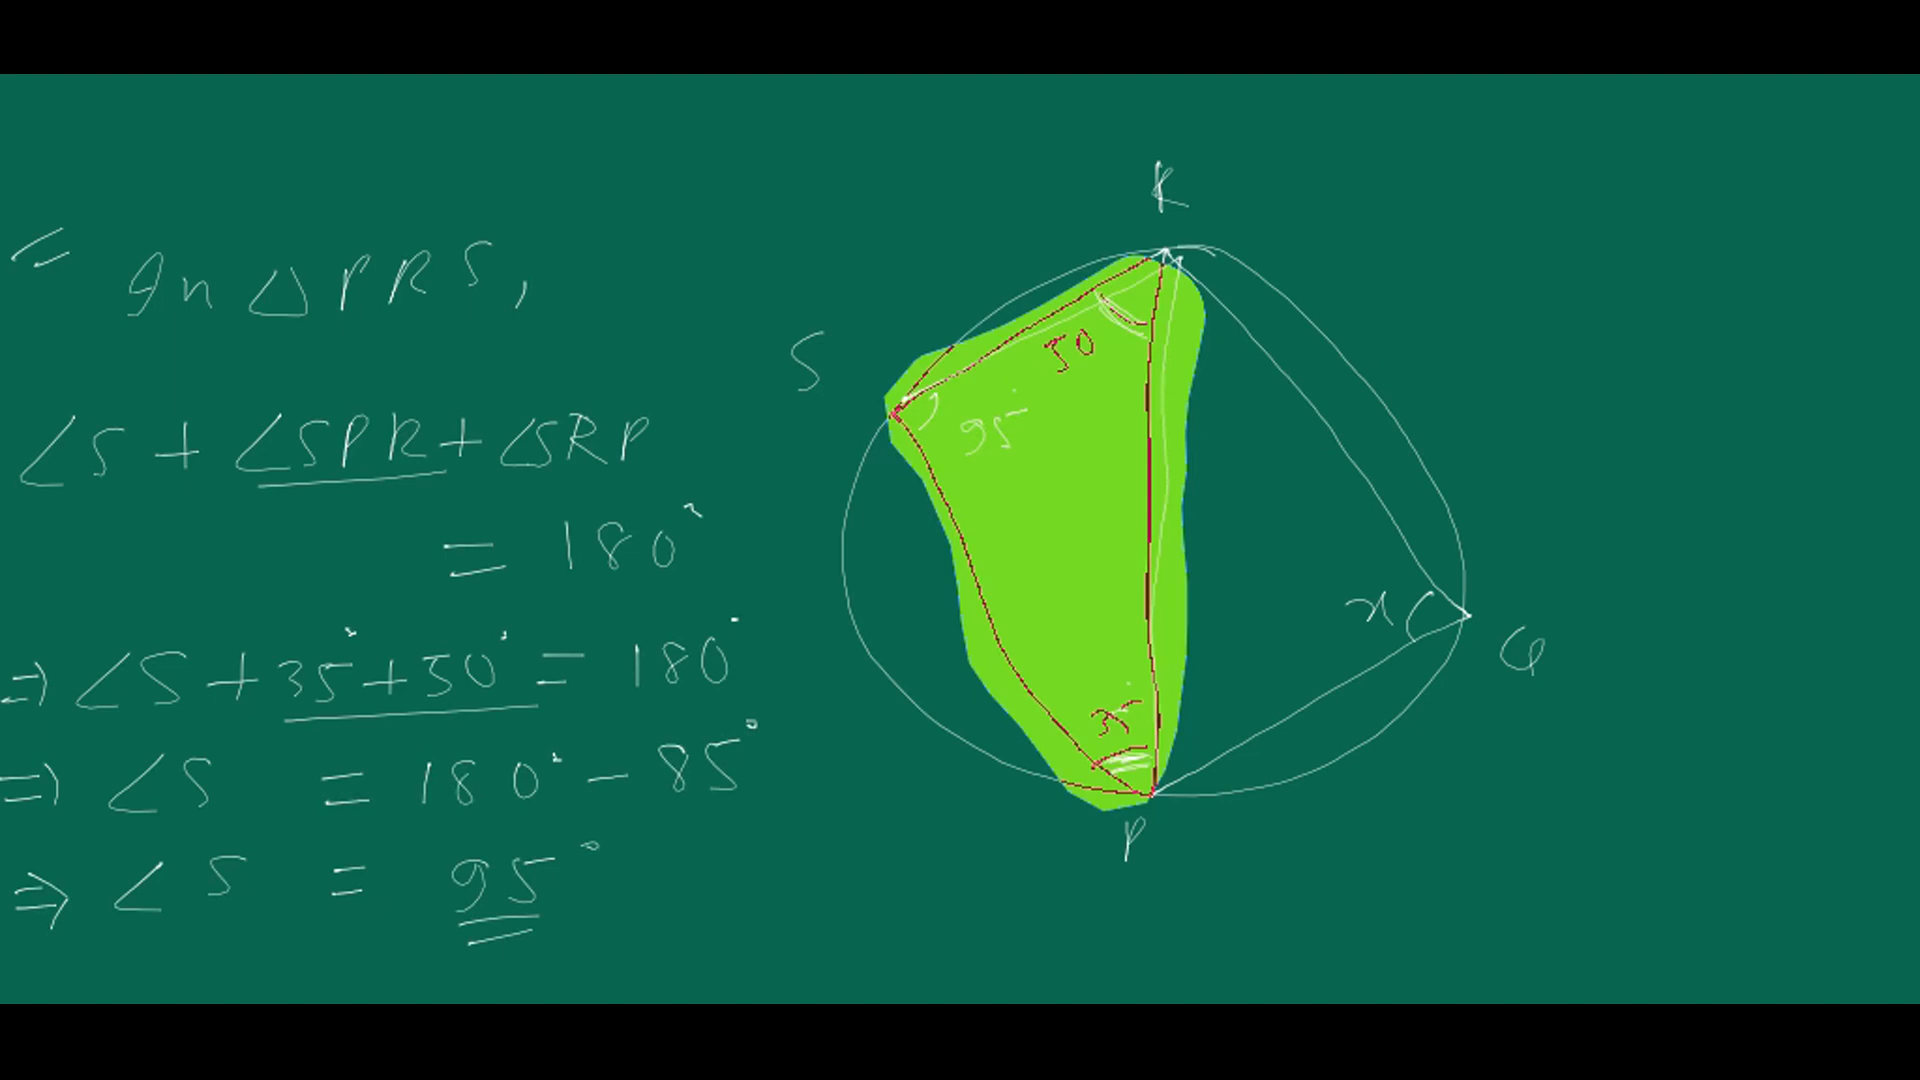 = In △PRS,
∠S + ∠SPR + ∠SRP
= 180°
⇒ ∠S + 35° + 50° = 180°
⇒ ∠S = 180° - 85°
⇒ ∠S = 95°
R
S
50
95°
x
Q
35°
P